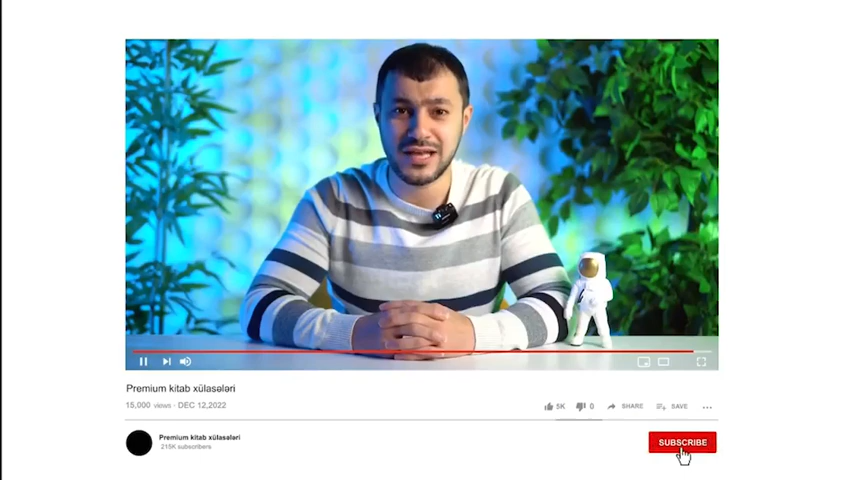 Premium kitab xülasələri
15,000 views · DEC 12,2022
5K 0 SHARE SAVE ...
Premium kitab xülasələri
215K subscribers
SUBSCRIBE